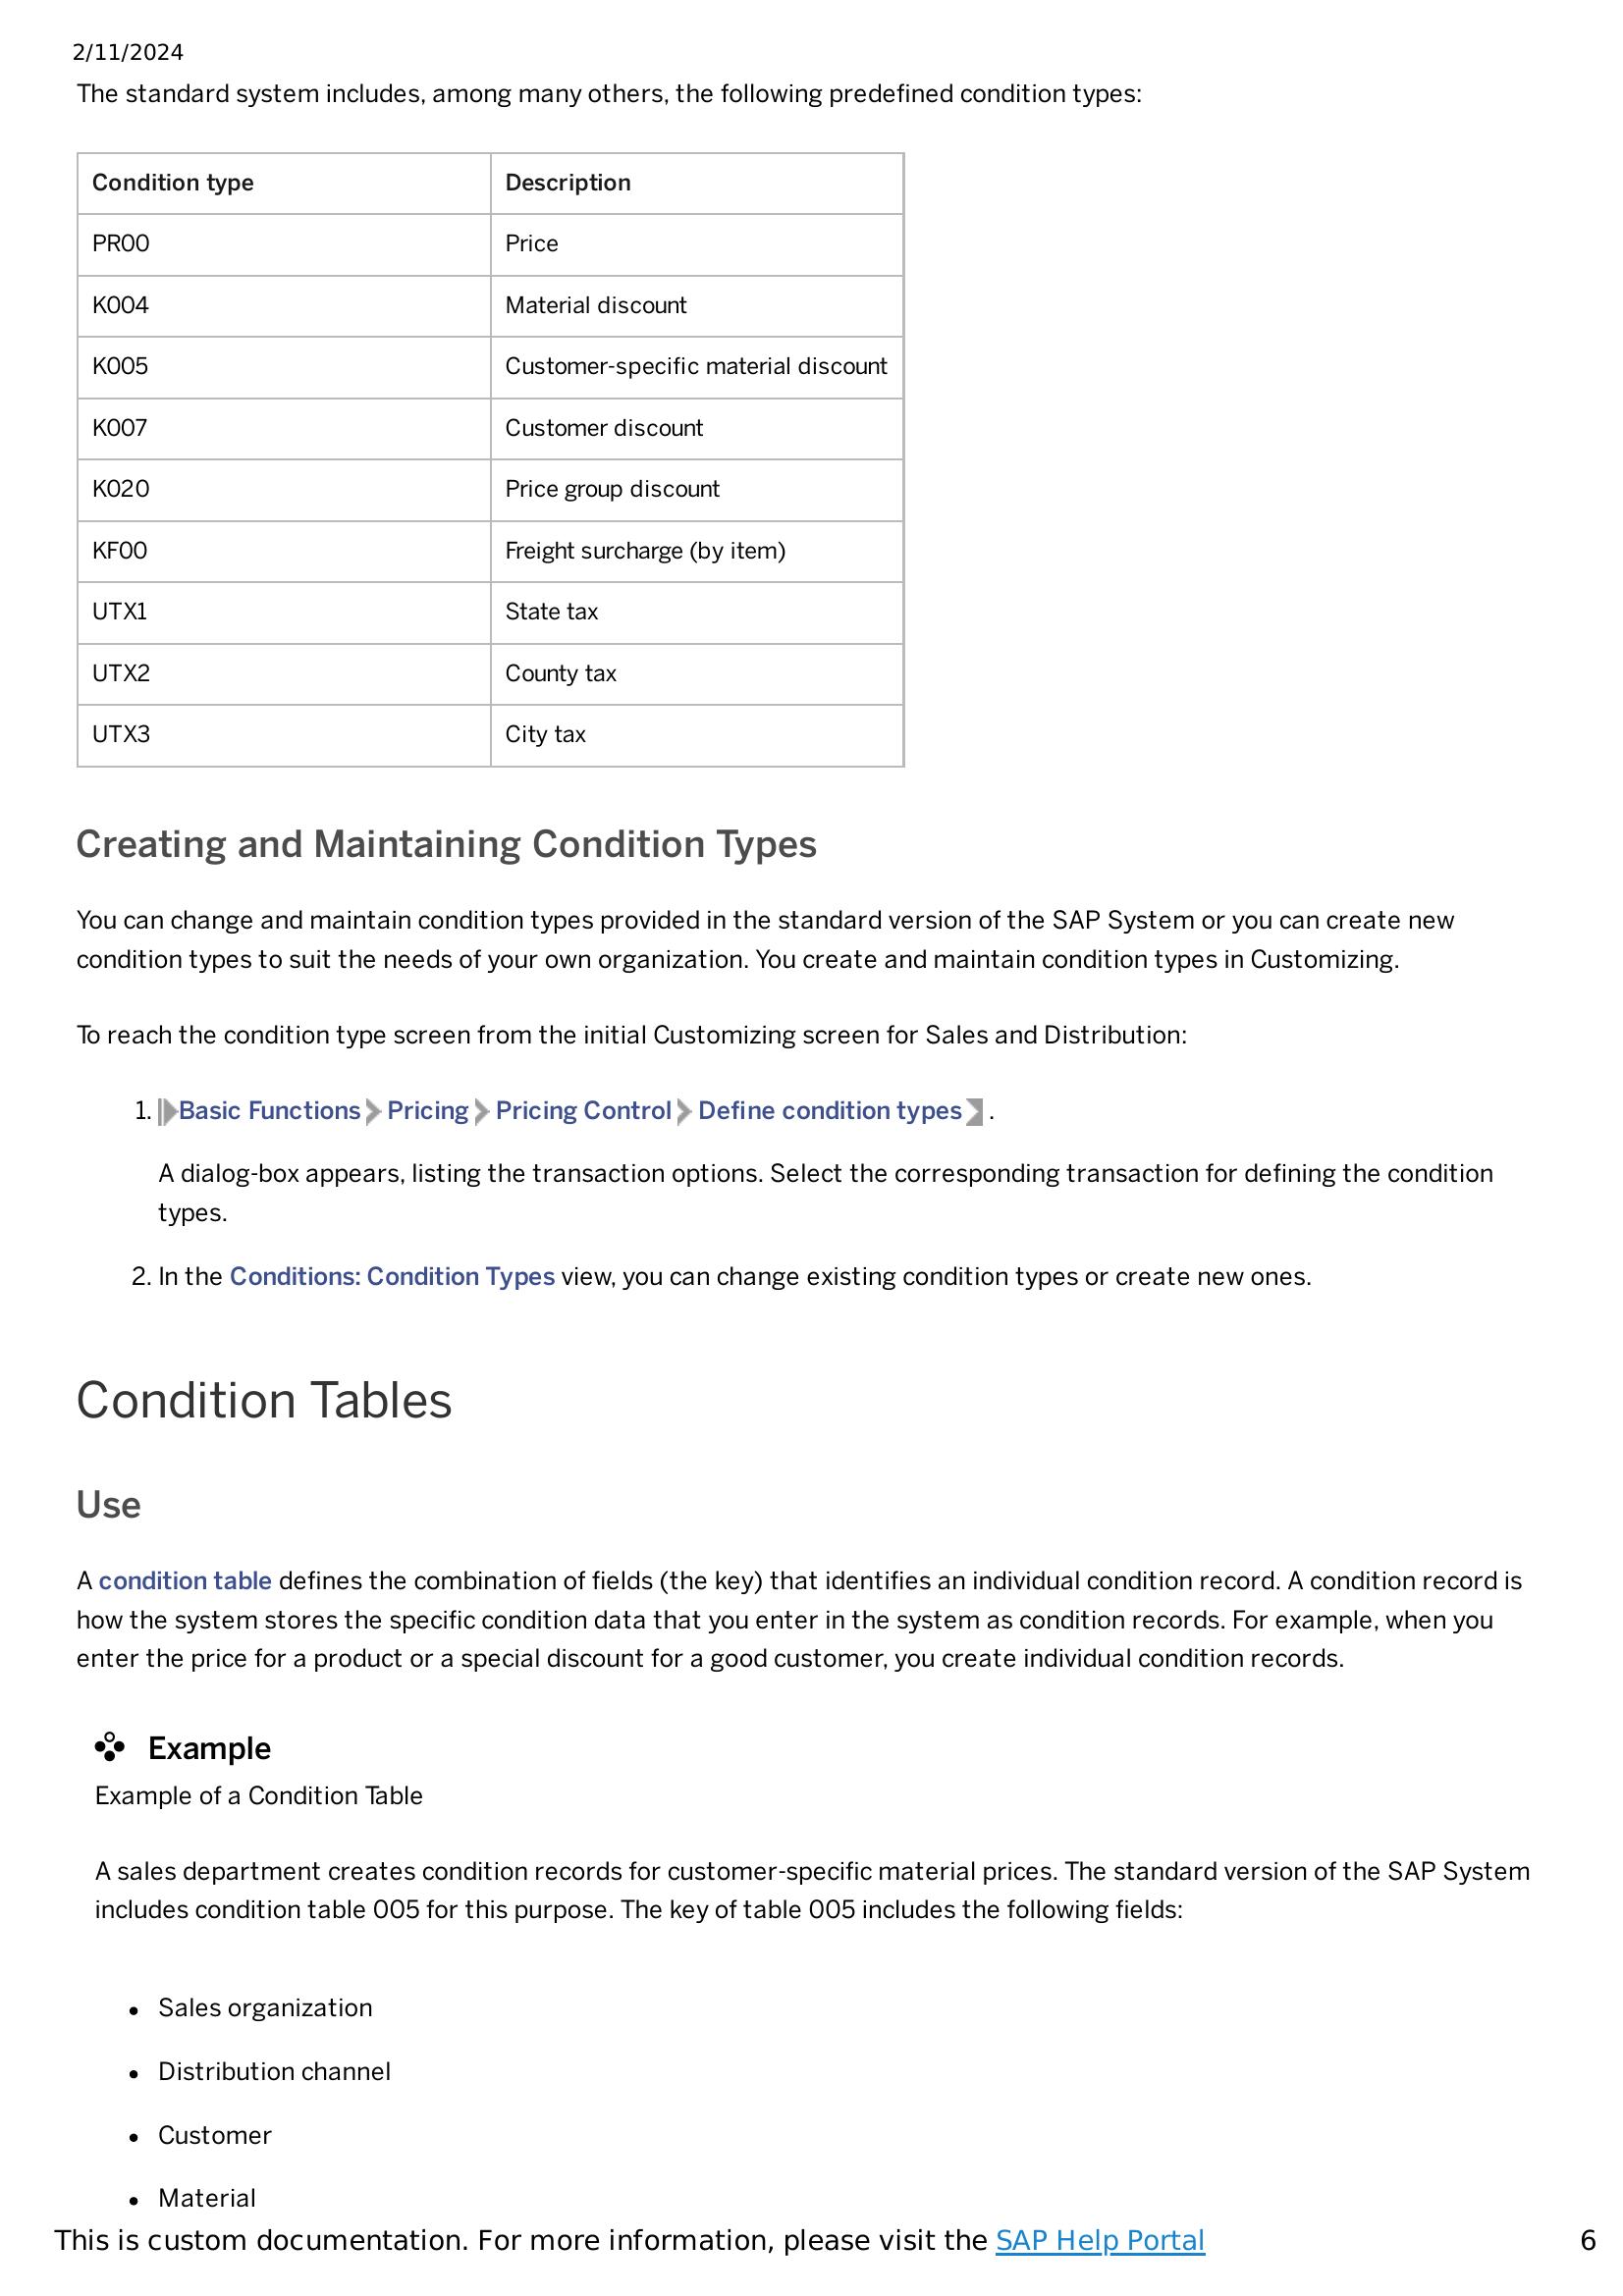 2/11/2024
The standard system includes, among many others, the following predefined condition types:
Condition type Description
PR00 Price
K004 Material discount
K005 Customer-specific material discount
K007 Customer discount
K020 Price group discount
KF00 Freight surcharge (by item)
UTX1 State tax
UTX2 County tax
UTX3 City tax
Creating and Maintaining Condition Types
You can change and maintain condition types provided in the standard version of the SAP System or you can create new
condition types to suit the needs of your own organization. You create and maintain condition types in Customizing.
To reach the condition type screen from the initial Customizing screen for Sales and Distribution:
1. Basic Functions Pricing Pricing Control Define condition types .
A dialog-box appears, listing the transaction options. Select the corresponding transaction for defining the condition
types.
2. In the Conditions: Condition Types view, you can change existing condition types or create new ones.
Condition Tables
Use
A condition table defines the combination of fields (the key) that identifies an individual condition record. A condition record is
how the system stores the specific condition data that you enter in the system as condition records. For example, when you
enter the price for a product or a special discount for a good customer, you create individual condition records.
Example
Example of a Condition Table
A sales department creates condition records for customer-specific material prices. The standard version of the SAP System
includes condition table 005 for this purpose. The key of table 005 includes the following fields:
• Sales organization
• Distribution channel
• Customer
• Material
This is custom documentation. For more information, please visit the SAP Help Portal 6